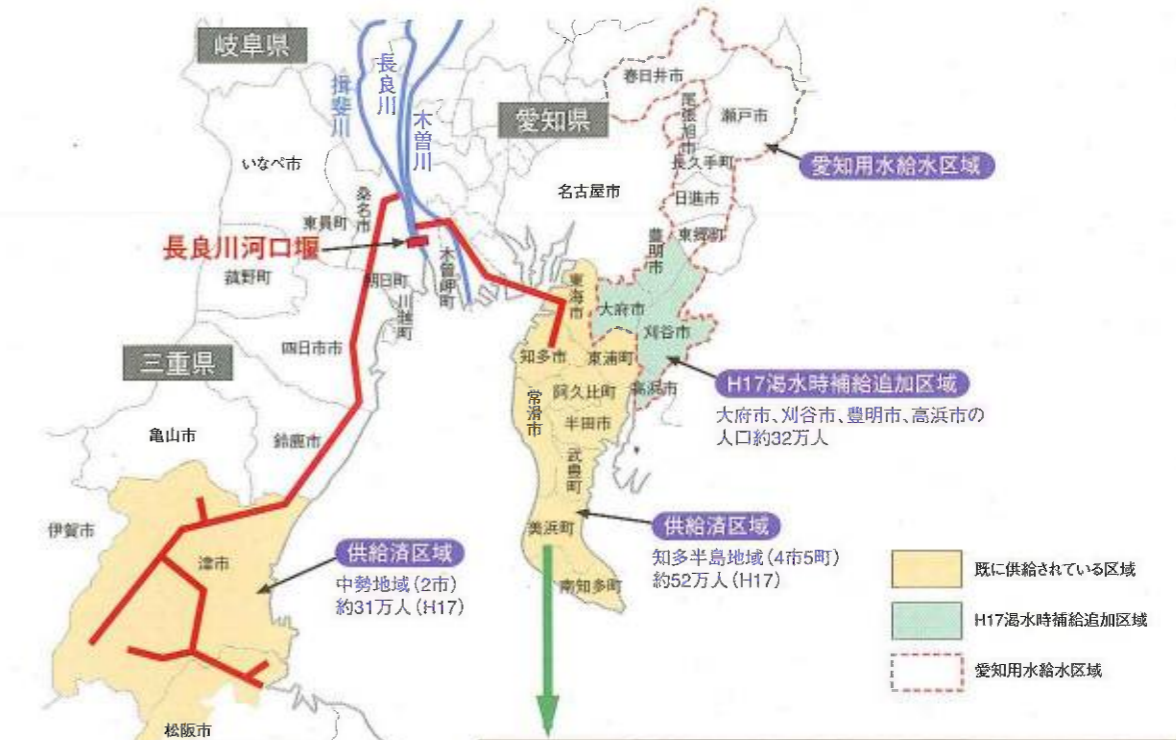 岐阜県
長良川
揖斐川
木曽川
愛知県
春日井市
尾張旭市
瀬戸市
長久手町
愛知用水給水区域
いなべ市
名古屋市
日進市
桑名市
東員町
東郷町
豊明市
長良川河口堰
木曽岬町
菰野町
朝日町
川越町
東海市
大府市
刈谷市
四日市市
三重県
知多市
東浦町
高浜市
H17渇水時補給追加区域
大府市、刈谷市、豊明市、高浜市の
人口約32万人
阿久比町
常滑市
半田市
亀山市
鈴鹿市
武豊町
伊賀市
美浜町
供給済区域
知多半島地域（4市5町）
約52万人（H17）
供給済区域
中勢地域（2市）
約31万人（H17）
津市
南知多町
松阪市
既に供給されている区域
H17渇水時補給追加区域
愛知用水給水区域